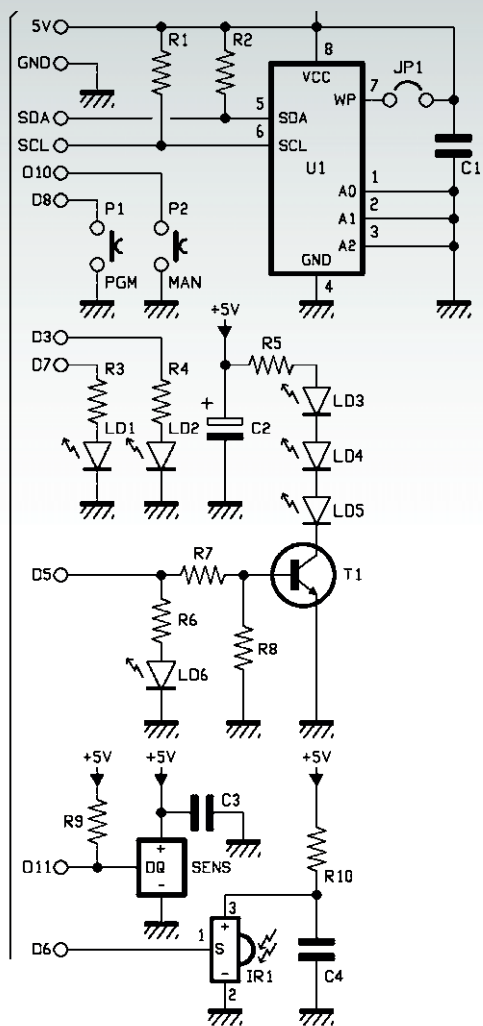 5V
R1
R2
8
GND
VCC
7
JP1
WP
SDA
5
SDA
SCL
6
SCL
C1
U1
D10
1
A0
D8
P1
P2
2
A1
3
A2
PGM
MAN
GND
4
+5V
D3
R5
D7
R3
R4
LD3
+
LD1
LD2
C2
LD4
LD5
R7
D5
T1
R6
R8
LD6
+5V
+5V
+5V
C3
R9
+
D11
DQ
SENS
R10
-
3
+
1
D6
S
-
IR1
C4
2